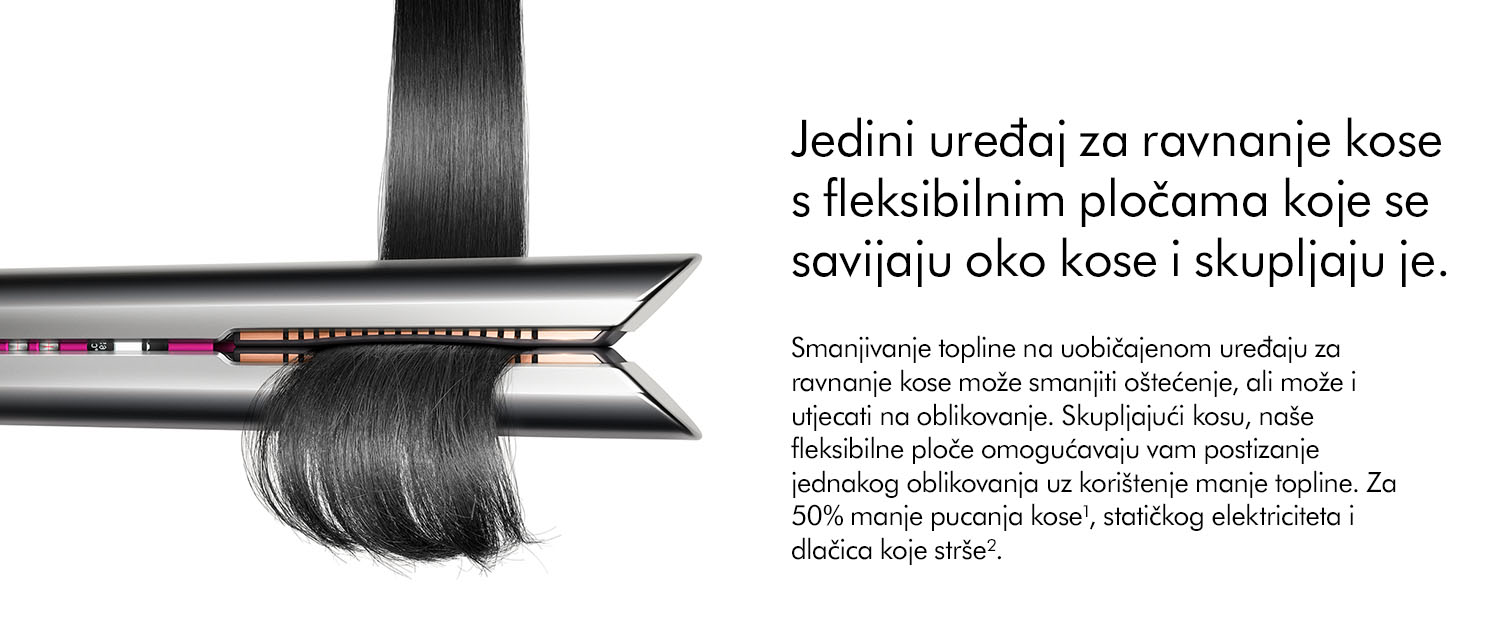 Jedini uređaj za ravnanje kose
s fleksibilnim pločama koje se
savijaju oko kose i skupljaju je.
Smanjivanje topline na uobičajenom uređaju za
ravnanje kose može smanjiti oštećenje, ali može i
utjecati na oblikovanje. Skupljajući kosu, naše
fleksibilne ploče omogućavaju vam postizanje
jednakog oblikovanja uz korištenje manje topline. Za
50% manje pucanja kose¹, statičkog elektriciteta i
dlačica koje strše².